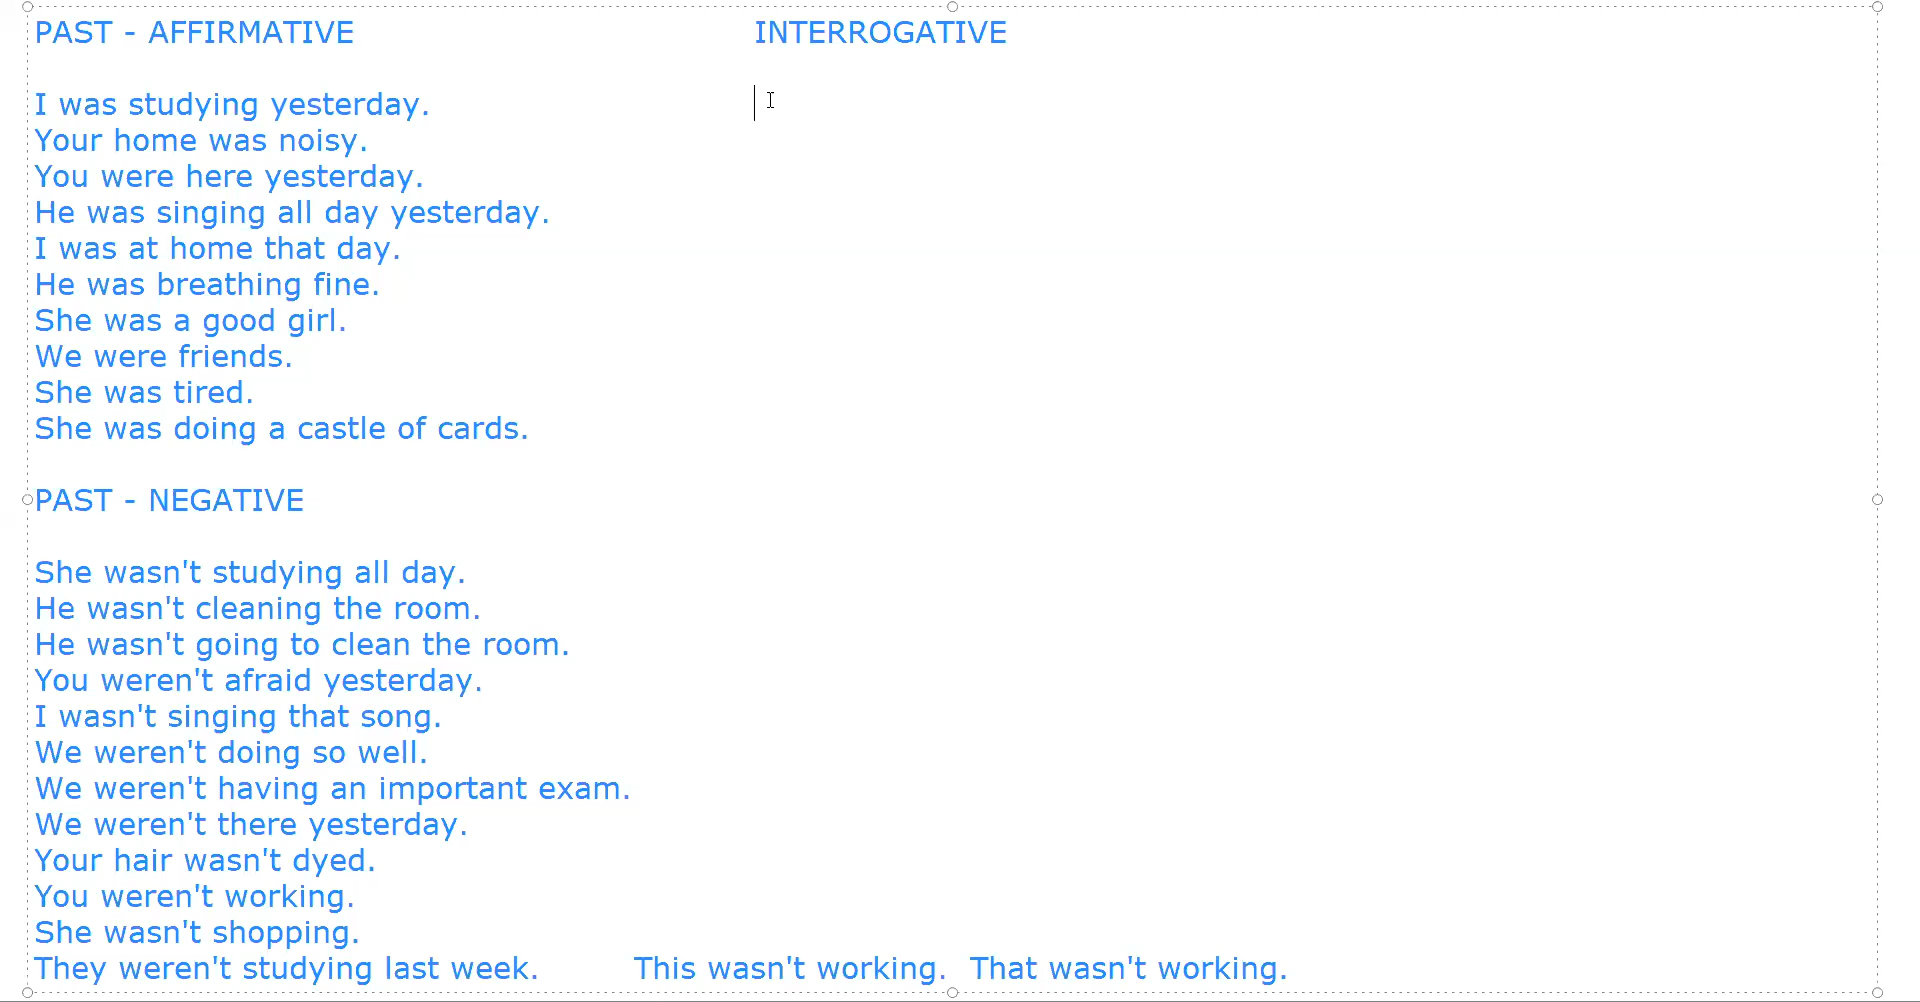 PAST - AFFIRMATIVE INTERROGATIVE
I was studying yesterday.
Your home was noisy.
You were here yesterday.
He was singing all day yesterday.
I was at home that day.
He was breathing fine.
She was a good girl.
We were friends.
She was tired.
She was doing a castle of cards.
PAST - NEGATIVE
She wasn't studying all day.
He wasn't cleaning the room.
He wasn't going to clean the room.
You weren't afraid yesterday.
I wasn't singing that song.
We weren't doing so well.
We weren't having an important exam.
We weren't there yesterday.
Your hair wasn't dyed.
You weren't working.
She wasn't shopping.
They weren't studying last week. This wasn't working. That wasn't working.